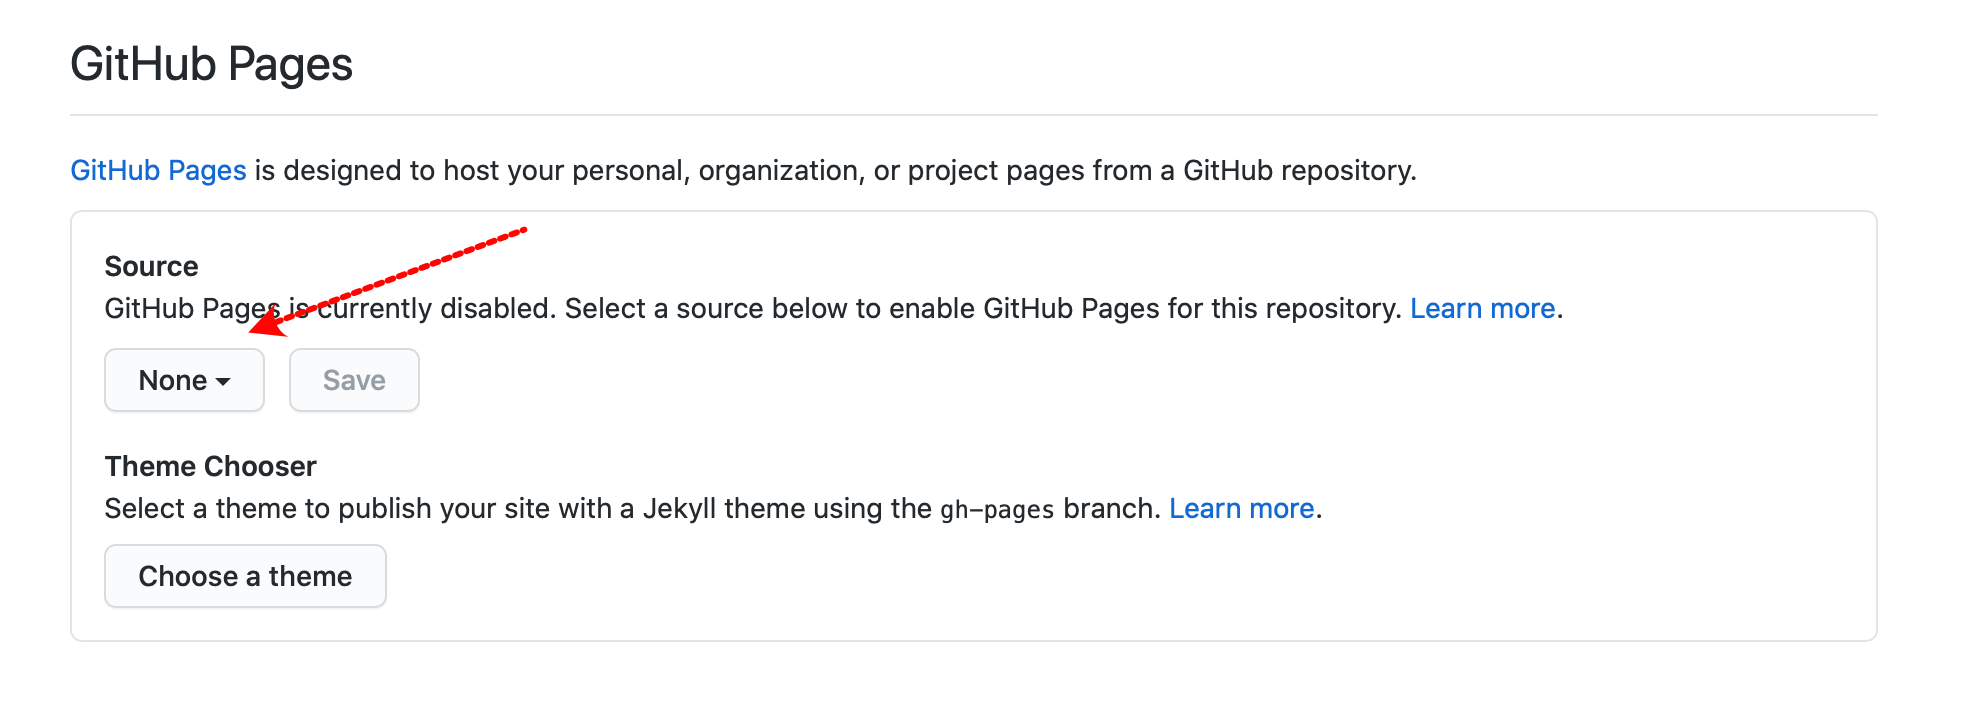 GitHub Pages
GitHub Pages is designed to host your personal, organization, or project pages from a GitHub repository.
Source
GitHub Pages is currently disabled. Select a source below to enable GitHub Pages for this repository. Learn more.
None Save
Theme Chooser
Select a theme to publish your site with a Jekyll theme using the gh-pages branch. Learn more.
Choose a theme